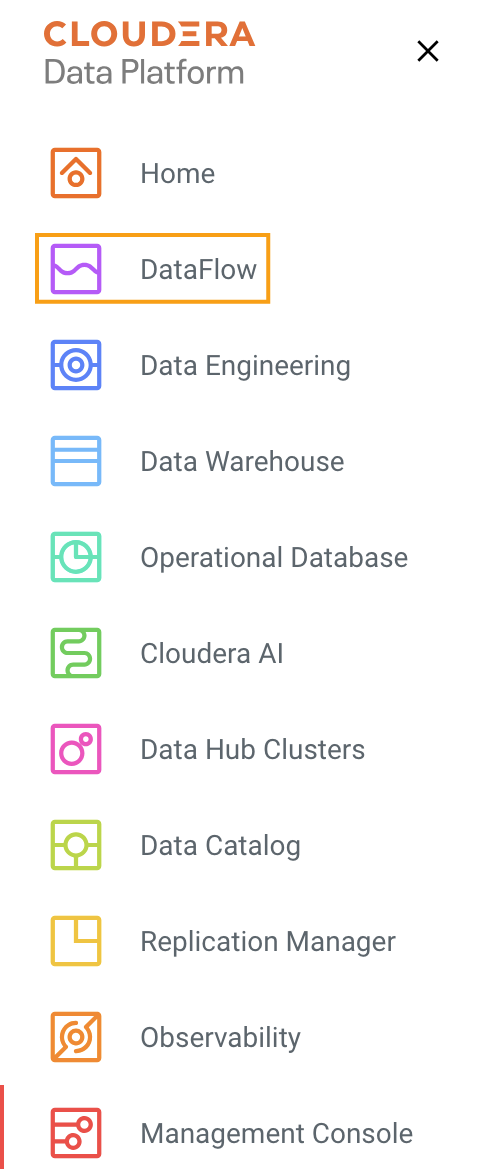 CLOUDERA
Data Platform
Home
DataFlow
Data Engineering
Data Warehouse
Operational Database
Cloudera AI
Data Hub Clusters
Data Catalog
Replication Manager
Observability
Management Console